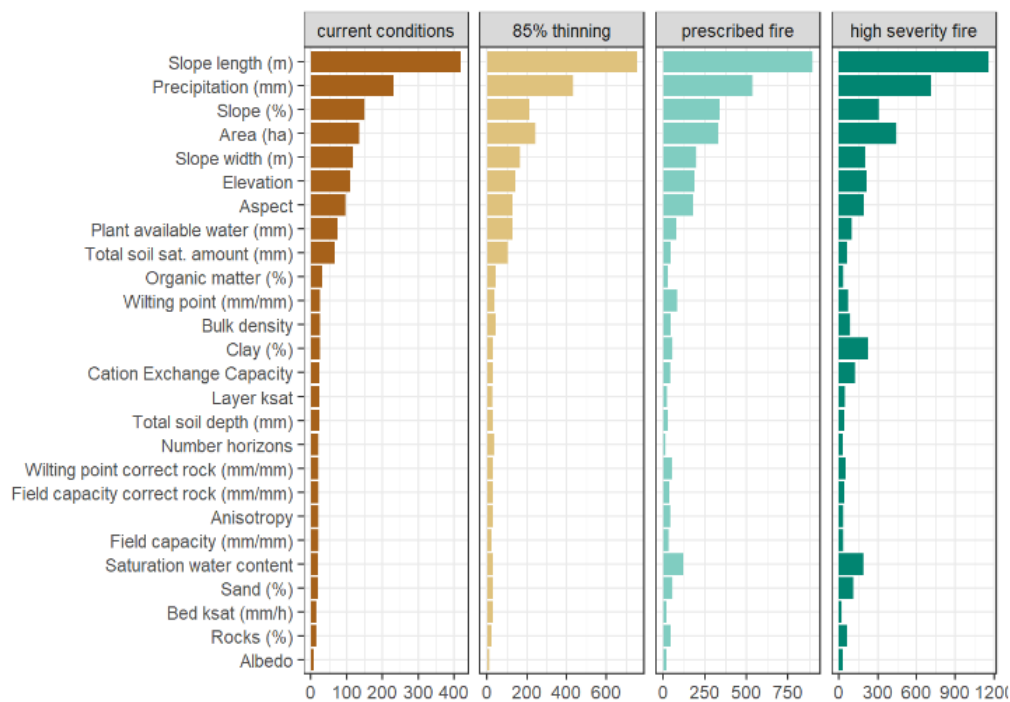 current conditions 85% thinning prescribed fire high severity fire
Slope length (m)
Precipitation (mm)
Slope (%)
Area (ha)
Slope width (m)
Elevation
Aspect
Plant available water (mm)
Total soil sat. amount (mm)
Organic matter (%)
Wilting point (mm/mm)
Bulk density
Clay (%)
Cation Exchange Capacity
Layer ksat
Total soil depth (mm)
Number horizons
Wilting point correct rock (mm/mm)
Field capacity correct rock (mm/mm)
Anisotropy
Field capacity (mm/mm)
Saturation water content
Sand (%)
Bed ksat (mm/h)
Rocks (%)
Albedo
0 100 200 300 400 0 200 400 600 0 250 500 750 0 300 600 900 120